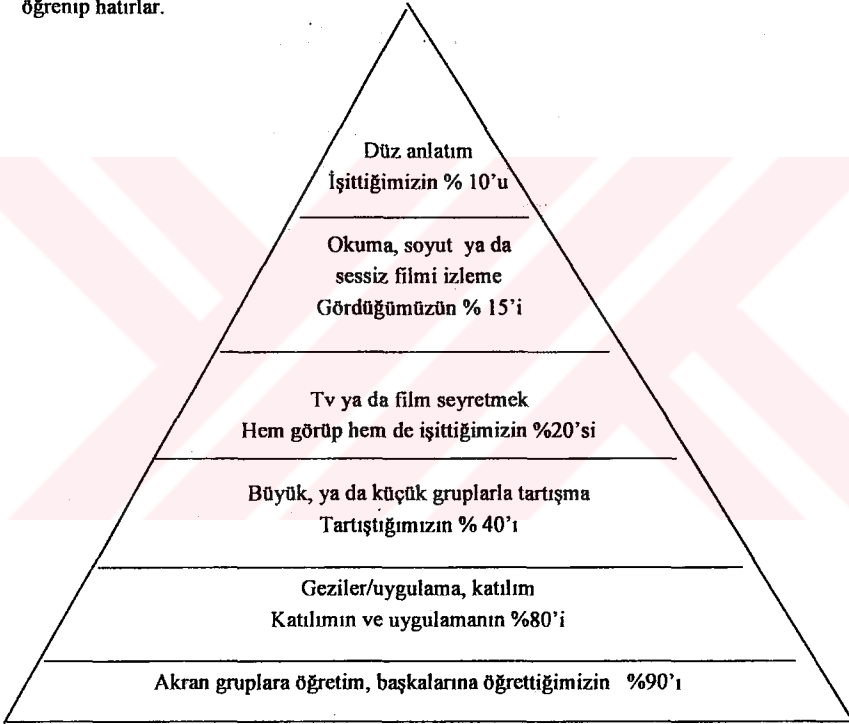 öğrenip hatırlar.
Düz anlatım
İşittiğimizin % 10'u
Okuma, soyut ya da
sessiz filmi izleme
Gördüğümüzün % 15'i
Tv ya da film seyretmek
Hem görüp hem de işittiğimizin %20'si
Büyük, ya da küçük gruplarla tartışma
Tartıştığımızın % 40'ı
Geziler/uygulama, katılım
Katılımın ve uygulamanın %80'i
Akran gruplara öğretim, başkalarına öğrettiğimizin %90'ı